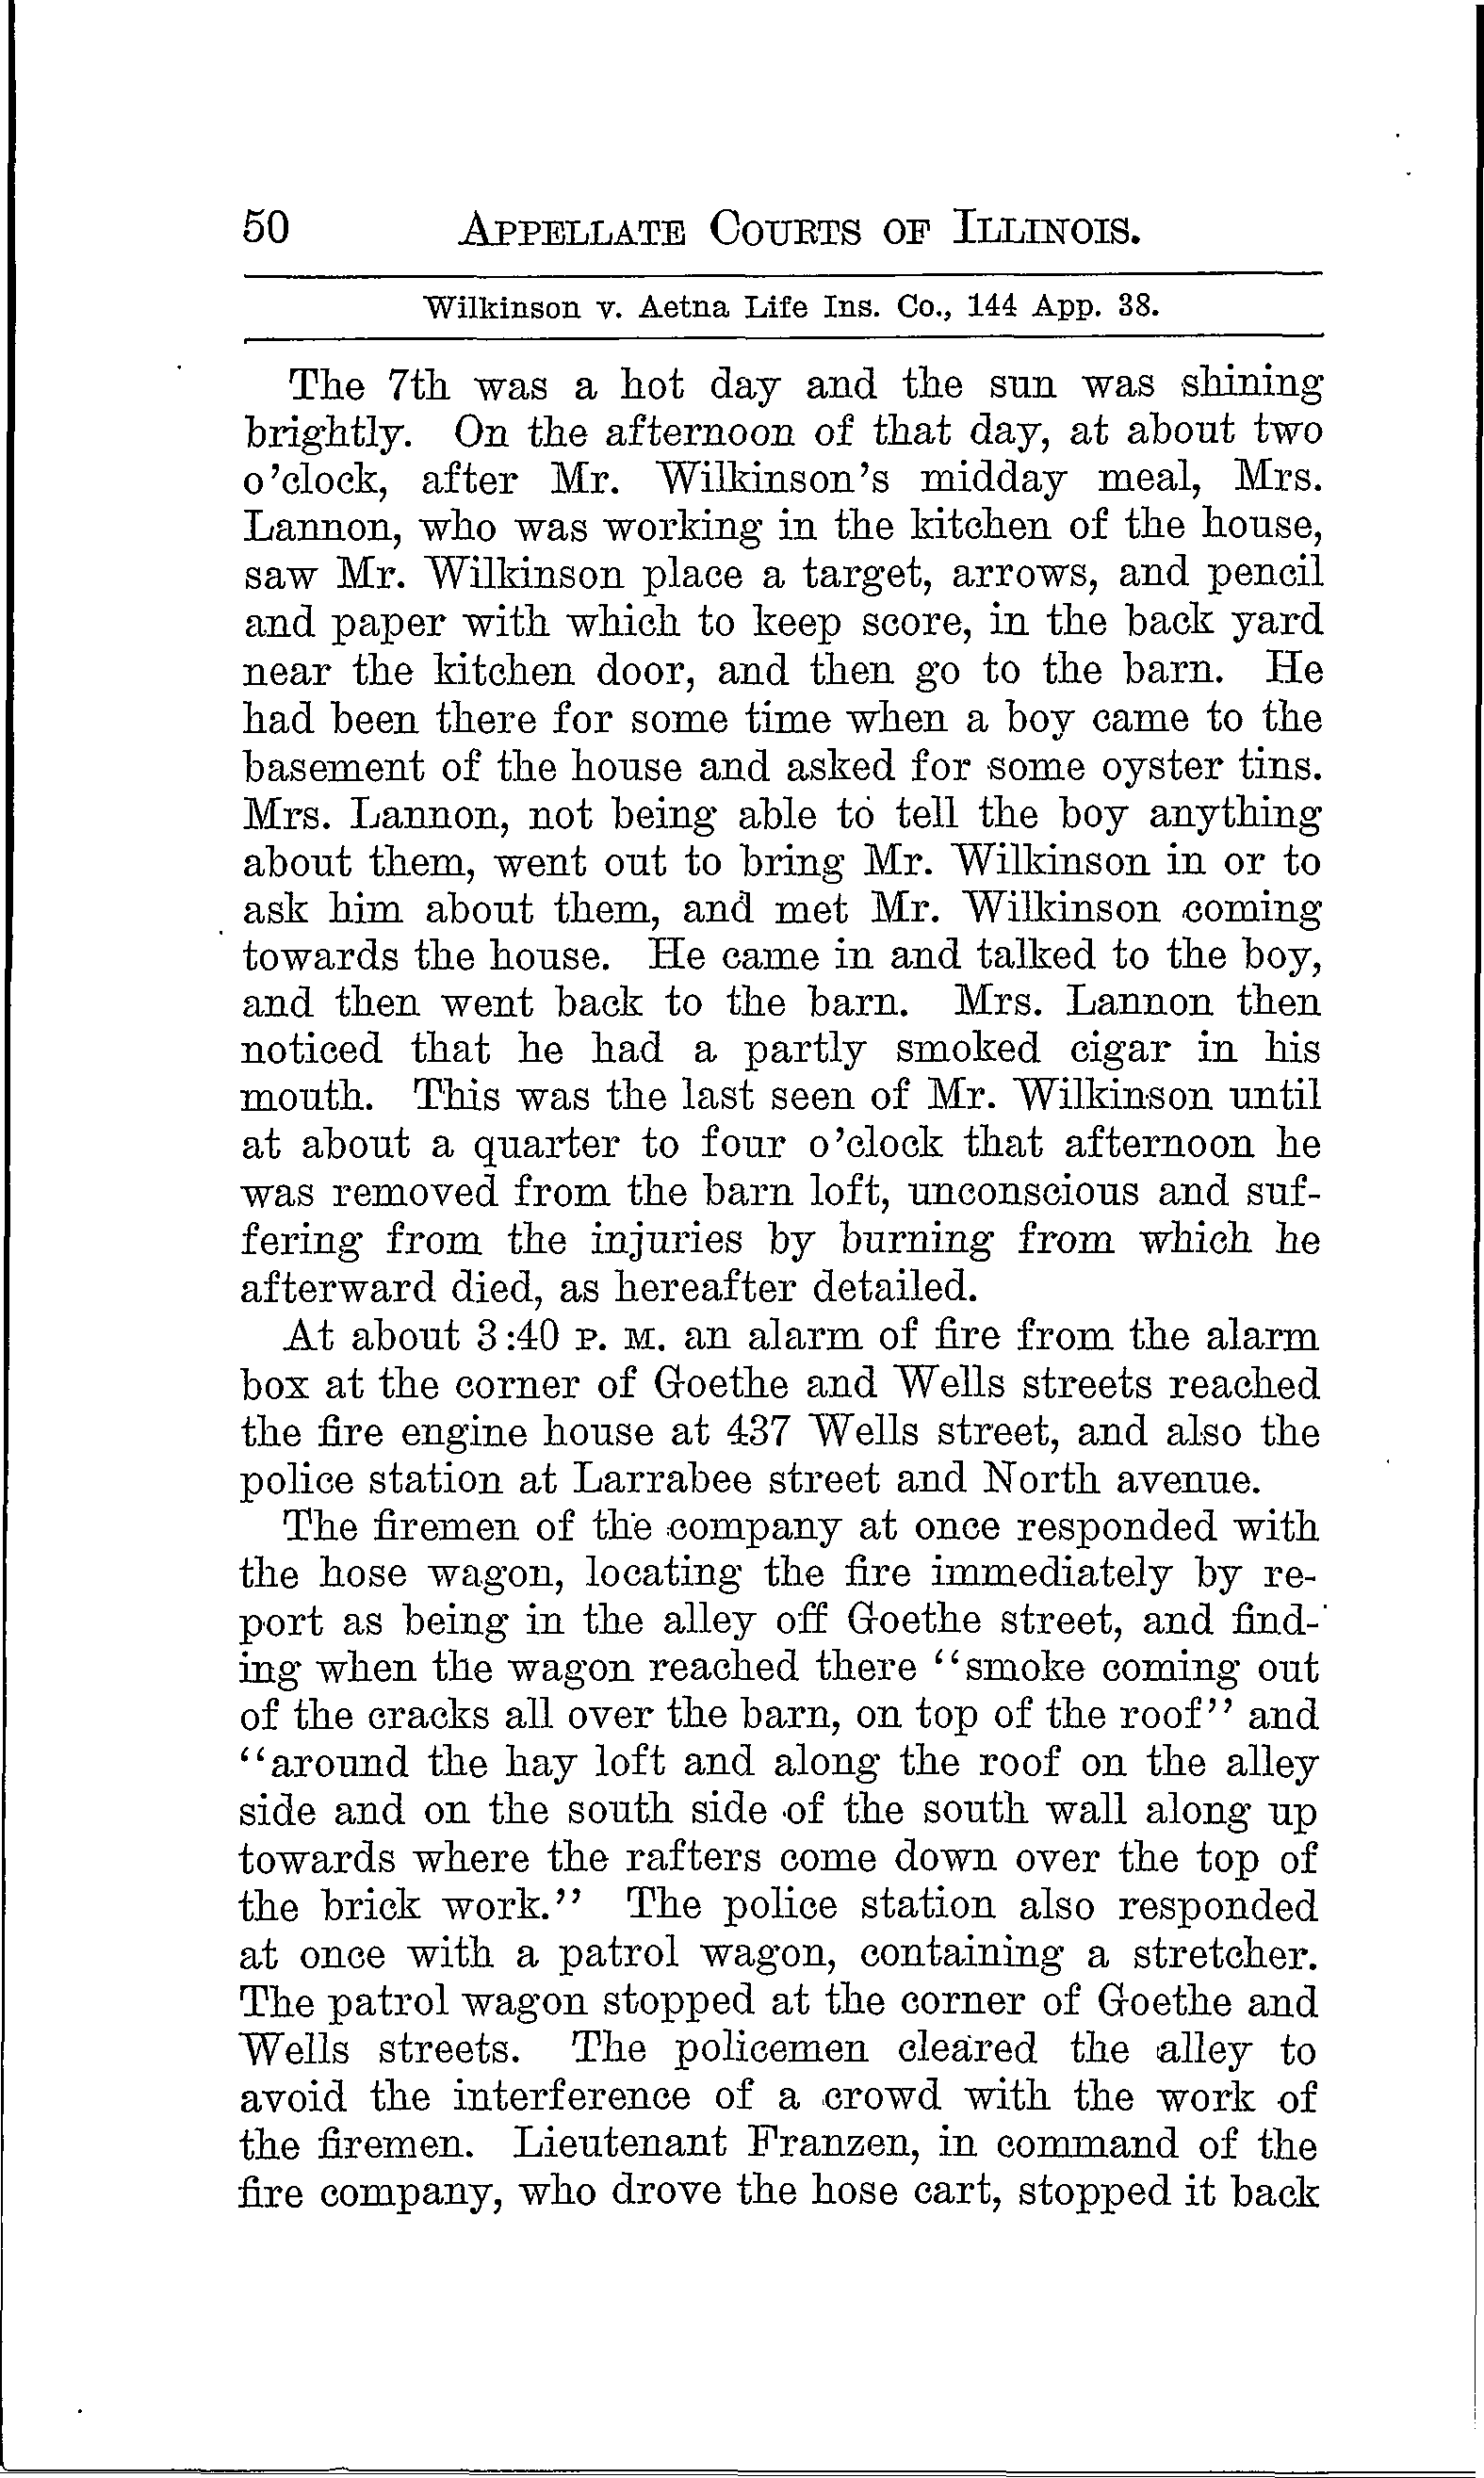 50 APPELLATE COURTS OF ILLINOIS.
Wilkinson v. Aetna Life Ins. Co., 144 App. 38.
The 7th was a hot day and the sun was shining
brightly. On the afternoon of that day, at about two
o'clock, after Mr. Wilkinson's midday meal, Mrs.
Lannon, who was working in the kitchen of the house,
saw Mr. Wilkinson place a target, arrows, and pencil
and paper with which to keep score, in the back yard
near the kitchen door, and then go to the barn. He
had been there for some time when a boy came to the
basement of the house and asked for some oyster tins.
Mrs. Lannon, not being able to tell the boy anything
about them, went out to bring Mr. Wilkinson in or to
ask him about them, and met Mr. Wilkinson coming
towards the house. He came in and talked to the boy,
and then went back to the barn. Mrs. Lannon then
noticed that he had a partly smoked cigar in his
mouth. This was the last seen of Mr. Wilkinson until
at about a quarter to four o'clock that afternoon he
was removed from the barn loft, unconscious and suf-
fering from the injuries by burning from which he
afterward died, as hereafter detailed.
At about 3:40 P. M. an alarm of fire from the alarm
box at the corner of Goethe and Wells streets reached
the fire engine house at 437 Wells street, and also the
police station at Larrabee street and North avenue.
The firemen of the company at once responded with
the hose wagon, locating the fire immediately by re-
port as being in the alley off Goethe street, and find-
ing when the wagon reached there "smoke coming out
of the cracks all over the barn, on top of the roof" and
"around the hay loft and along the roof on the alley
side and on the south side of the south wall along up
towards where the rafters come down over the top of
the brick work." The police station also responded
at once with a patrol wagon, containing a stretcher.
The patrol wagon stopped at the corner of Goethe and
Wells streets. The policemen cleared the alley to
avoid the interference of a crowd with the work of
the firemen. Lieutenant Franzen, in command of the
fire company, who drove the hose cart, stopped it back